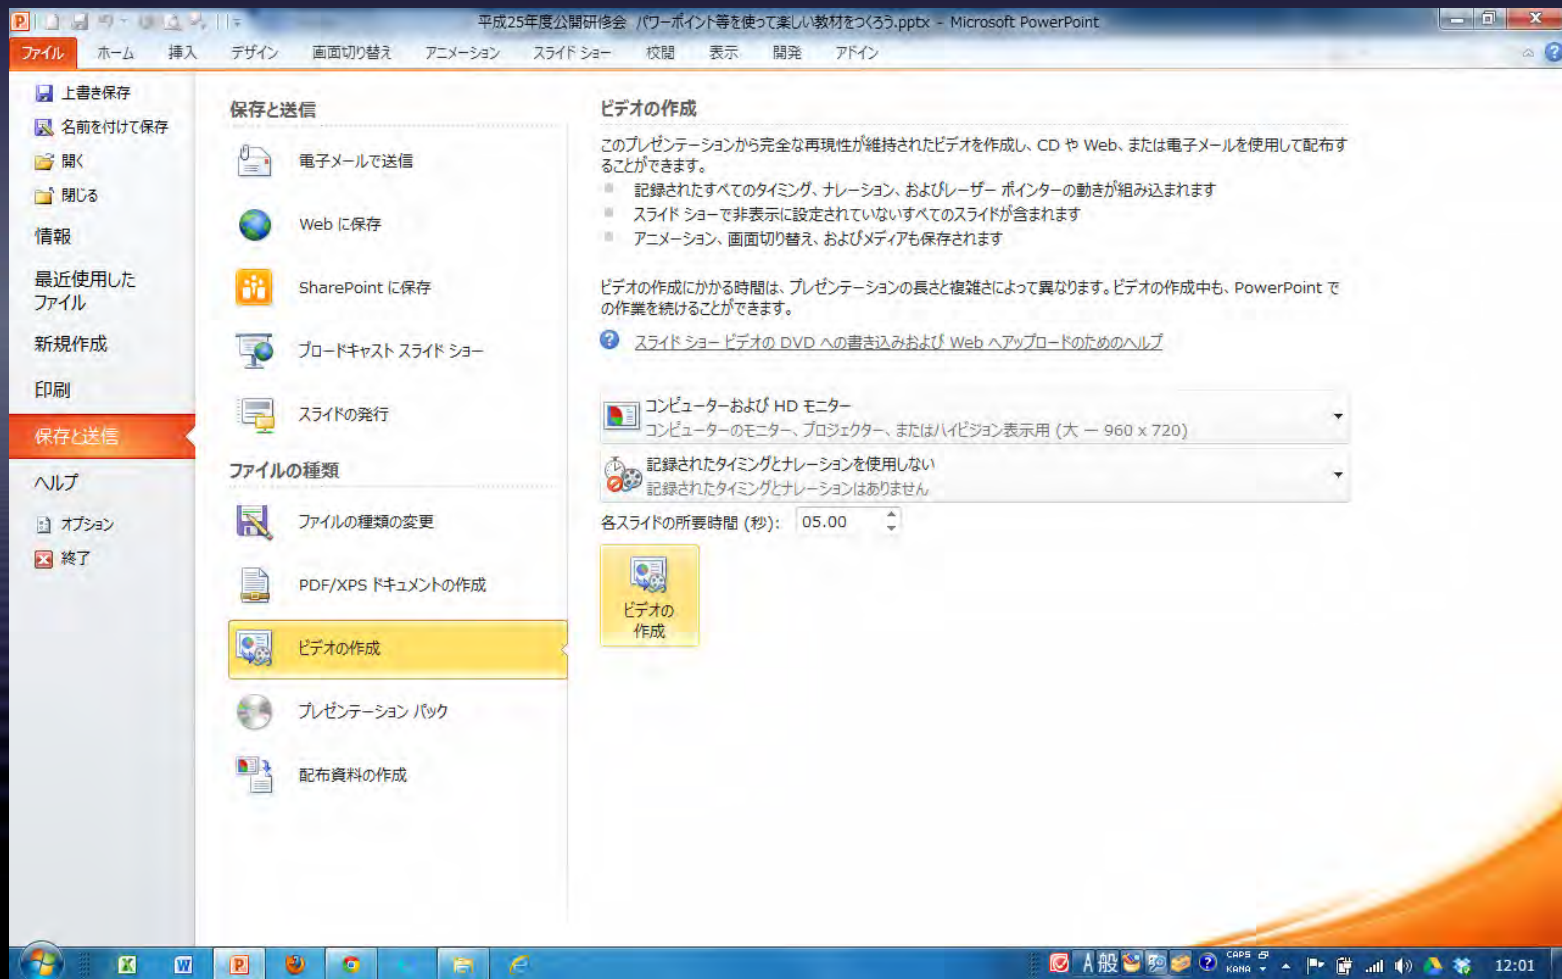 平成25年度公開研修会 パワーポイント等を使って楽しい教材をつくろう.pptx - Microsoft PowerPoint
ファイル ホーム 挿入 デザイン 画面切り替え アニメーション スライド ショー 校閲 表示 開発 アドイン
上書き保存
名前を付けて保存
開く
閉じる
情報
最近使用した
ファイル
新規作成
印刷
保存と送信
ヘルプ
オプション
終了
保存と送信
電子メールで送信
Web に保存
SharePoint に保存
ブロードキャスト スライド ショー
スライドの発行
ファイルの種類
ファイルの種類の変更
PDF/XPS ドキュメントの作成
ビデオの作成
プレゼンテーション パック
配布資料の作成
ビデオの作成
このプレゼンテーションから完全な再現性が維持されたビデオを作成し、CD や Web、または電子メールを使用して配布す
ることができます。
記録されたすべてのタイミング、ナレーション、およびレーザー ポインターの動きが組み込まれます
スライド ショーで非表示に設定されていないすべてのスライドが含まれます
アニメーション、画面切り替え、およびメディアも保存されます
ビデオの作成にかかる時間は、プレゼンテーションの長さと複雑さによって異なります。ビデオの作成中も、PowerPoint で
の作業を続けることができます。
スライド ショー ビデオの DVD への書き込みおよび Web へアップロードのためのヘルプ
コンピューターおよび HD モニター
コンピューターのモニター、プロジェクター、またはハイビジョン表示用 (大 － 960 x 720)
記録されたタイミングとナレーションを使用しない
記録されたタイミングとナレーションはありません
各スライドの所要時間 (秒): 05.00
ビデオの
作成
A 般 CAPS
KANA
12:01